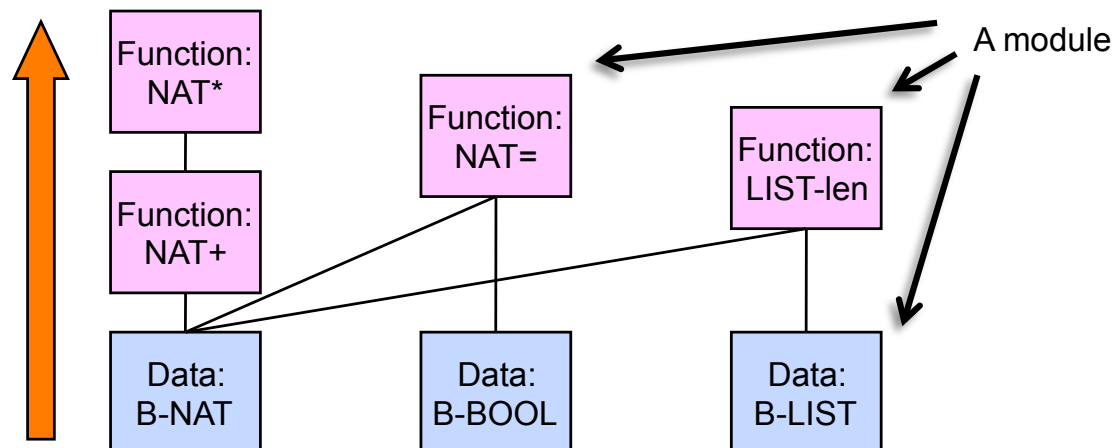 Function:
NAT*
Function:
NAT=
Function:
LIST-len
A module
Function:
NAT+
Data:
B-NAT
Data:
B-BOOL
Data:
B-LIST